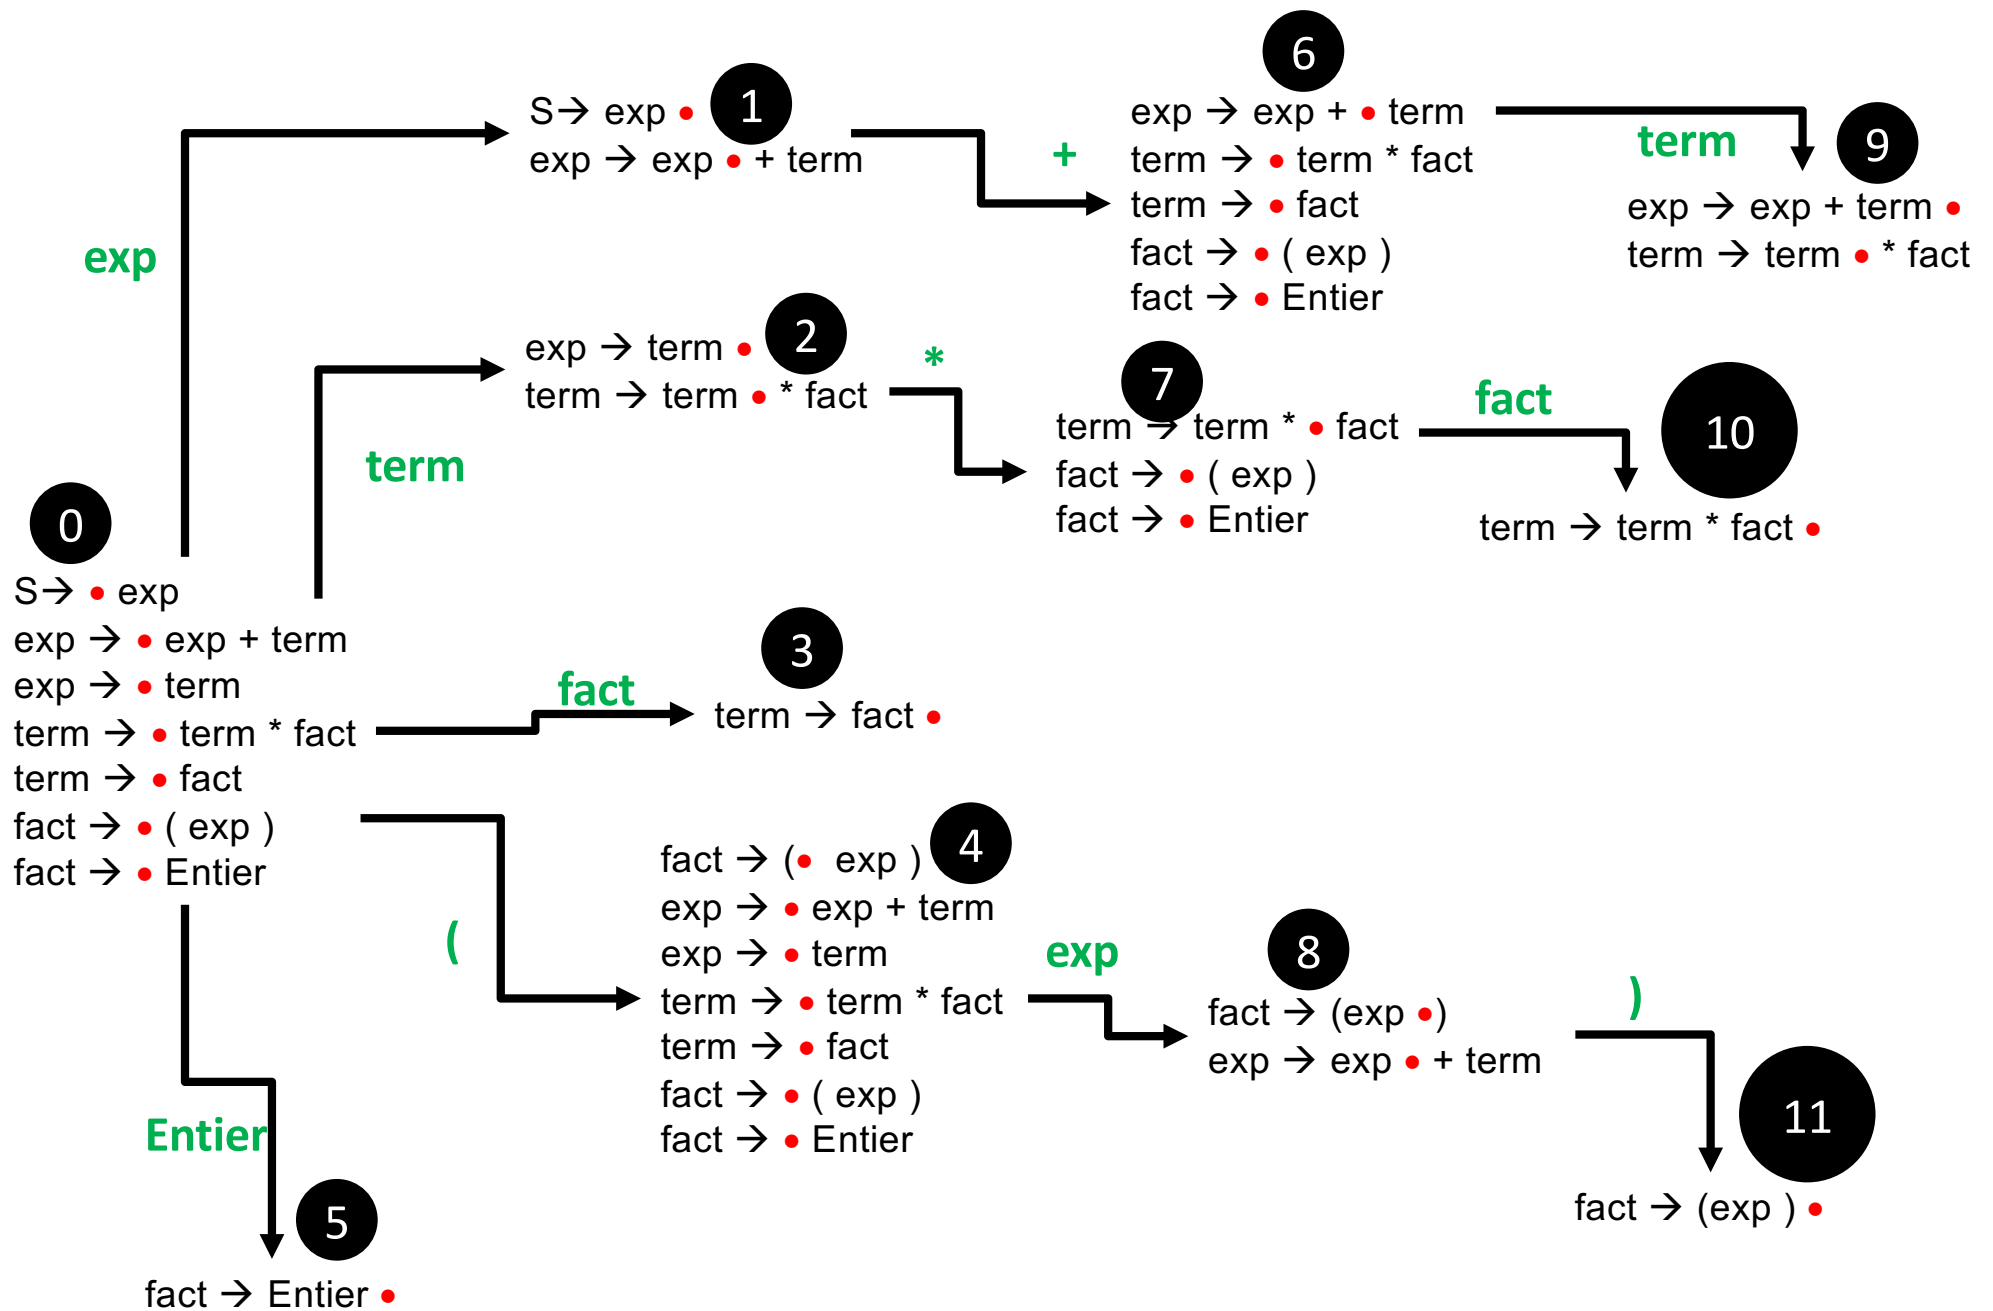 0
S→ • exp
exp → • exp + term
exp → • term
term → • term * fact
term → • fact
fact → • ( exp )
fact → • Entier
exp
1
S→ exp •
exp → exp • + term
+
6
exp → exp + • term
term → • term * fact
term → • fact
fact → • ( exp )
fact → • Entier
term
9
exp → exp + term •
term → term • * fact
term
2
exp → term •
term → term • * fact
*
7
term → term * • fact
fact → • ( exp )
fact → • Entier
fact
10
term → term * fact •
fact
3
term → fact •
(
4
fact → (• exp )
exp → • exp + term
exp → • term
term → • term * fact
term → • fact
fact → • ( exp )
fact → • Entier
exp
8
fact → (exp •)
exp → exp • + term
)
11
fact → (exp ) •
Entier
5
fact → Entier •